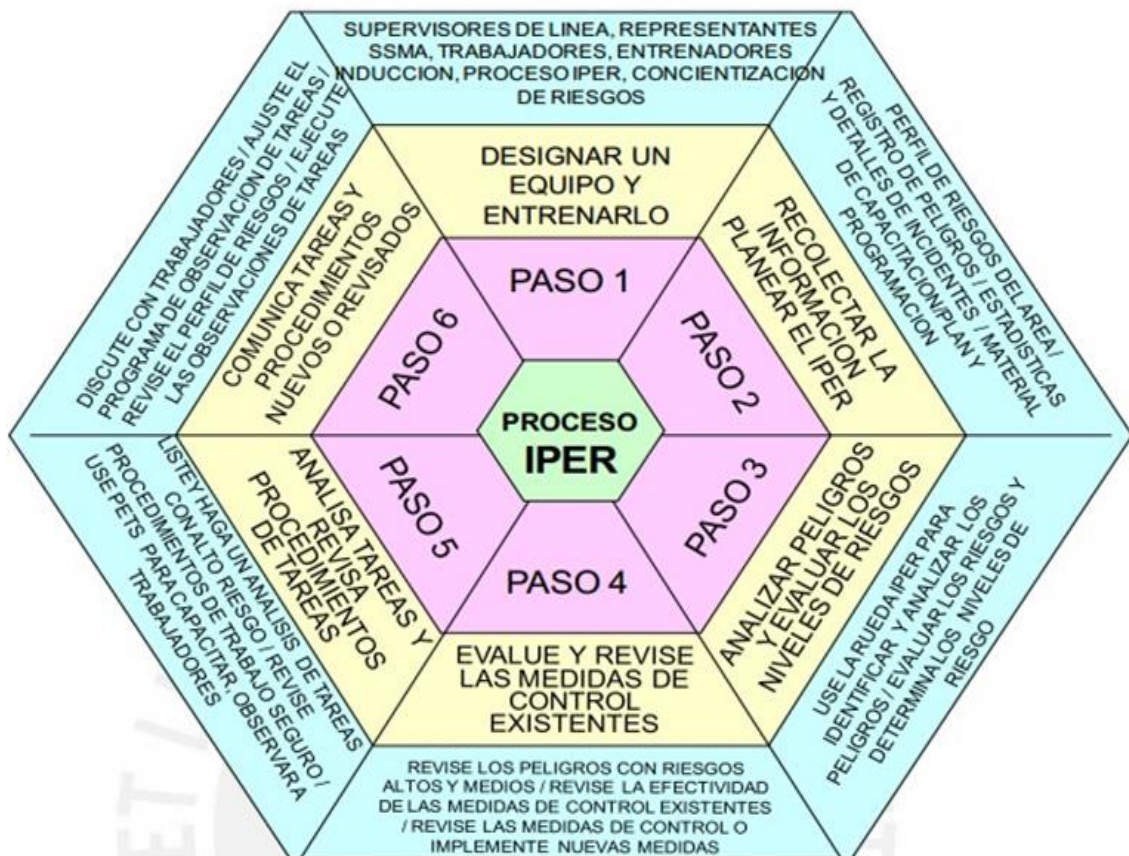 SUPERVISORES DE LINEA, REPRESENTANTES
SSMA, TRABAJADORES, ENTRENADORES
INDUCCION, PROCESO IPER, CONCIENTIZACION
DE RIESGOS
DESIGNAR UN
EQUIPO Y
ENTRENARLO
PASO 1
PERFIL DE RIESGOS DEL AREA /
REGISTRO DE PELIGROS / ESTADISTICAS
Y DETALLES DE INCIDENTES / MATERIAL
DE CAPACITACION/PLAN Y
PROGRAMACION
RECOLECTAR LA
INFORMACION
PLANEAR EL IPER
PASO 2
USE LA RUEDA IPER PARA
IDENTIFICAR Y ANALIZAR LOS
PELIGROS / EVALUAR LOS RIESGOS Y
DETERMINA LOS NIVELES DE
RIESGO
ANALIZAR PELIGROS
Y EVALUAR LOS
NIVELES DE RIESGOS
PASO 3
PASO 4
EVALUE Y REVISE
LAS MEDIDAS DE
CONTROL
EXISTENTES
REVISE LOS PELIGROS CON RIESGOS
ALTOS Y MEDIOS / REVISE LA EFECTIVIDAD
DE LAS MEDIDAS DE CONTROL EXISTENTES
/ REVISE LAS MEDIDAS DE CONTROL O
IMPLEMENTE NUEVAS MEDIDAS
PASO 5
ANALISA TAREAS Y
REVISA
PROCEDIMIENTOS
DE TAREAS
LISTE Y HAGA UN ANALISIS DE TAREAS
CON ALTO RIESGO / REVISE
PROCEDIMIENTOS DE TRABAJO SEGURO /
USE PETS PARA CAPACITAR, OBSERVAR A
TRABAJADORES
PASO 6
COMUNICA TAREAS Y
PROCEDIMIENTOS
NUEVOS O REVISADOS
DISCUTE CON TRABAJADORES / AJUSTE EL
PROGRAMA DE OBSERVACION DE TAREAS /
REVISE EL PERFIL DE RIESGOS / EJECUTE
LAS OBSERVACIONES DE TAREAS
PROCESO
IPER
ET /